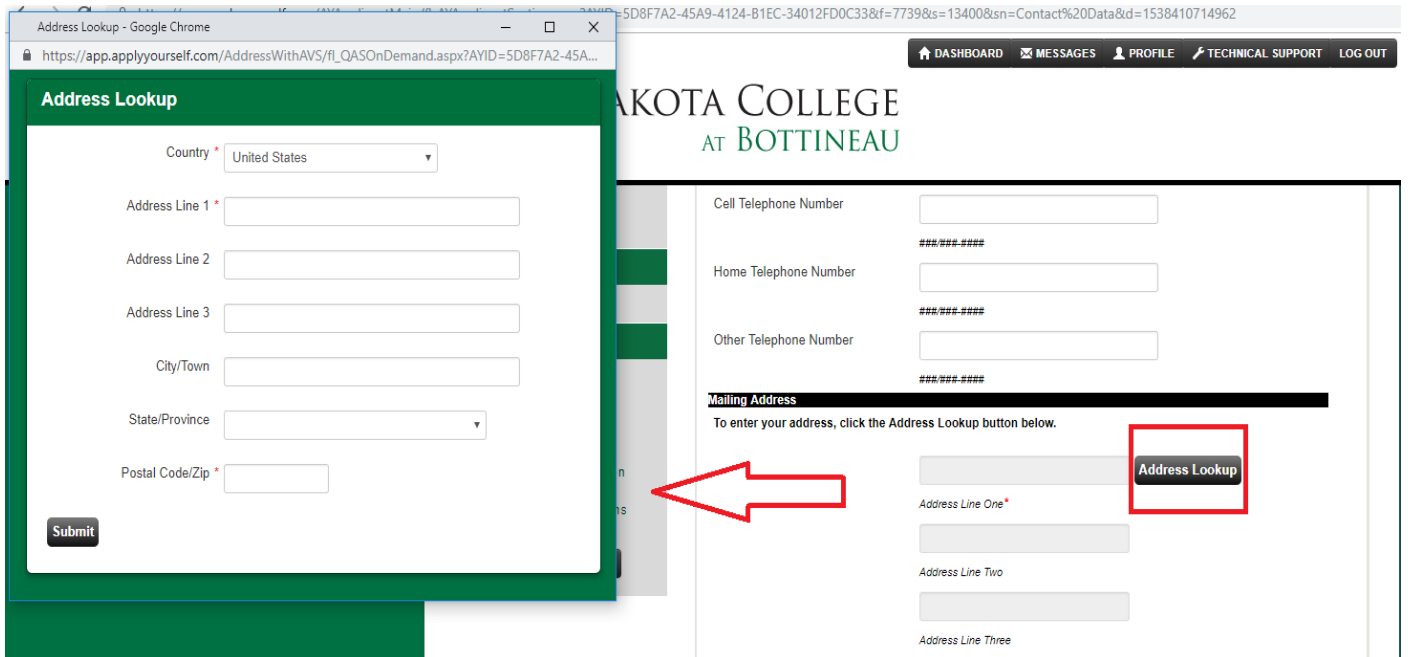 =5D8F7A2-45A9-4124-B1EC-34012FD0C33&f=7739&s=13400&sn=Contact%20Data&d=1538410714962
Address Lookup - Google Chrome
https://app.applyyourself.com/AddressWithAVS/fl_QASOnDemand.aspx?AYID=5D8F7A2-45A...
Address Lookup
Country *
United States
Address Line 1 *
Address Line 2
Address Line 3
City/Town
State/Province
Postal Code/Zip *
Submit
DASHBOARD MESSAGES PROFILE TECHNICAL SUPPORT LOG OUT
AKOTA COLLEGE
AT BOTTINEAU
n
ns
Cell Telephone Number
###/###-####
Home Telephone Number
###/###-####
Other Telephone Number
###/###-####
Mailing Address
To enter your address, click the Address Lookup button below.
Address Lookup
Address Line One*
Address Line Two
Address Line Three